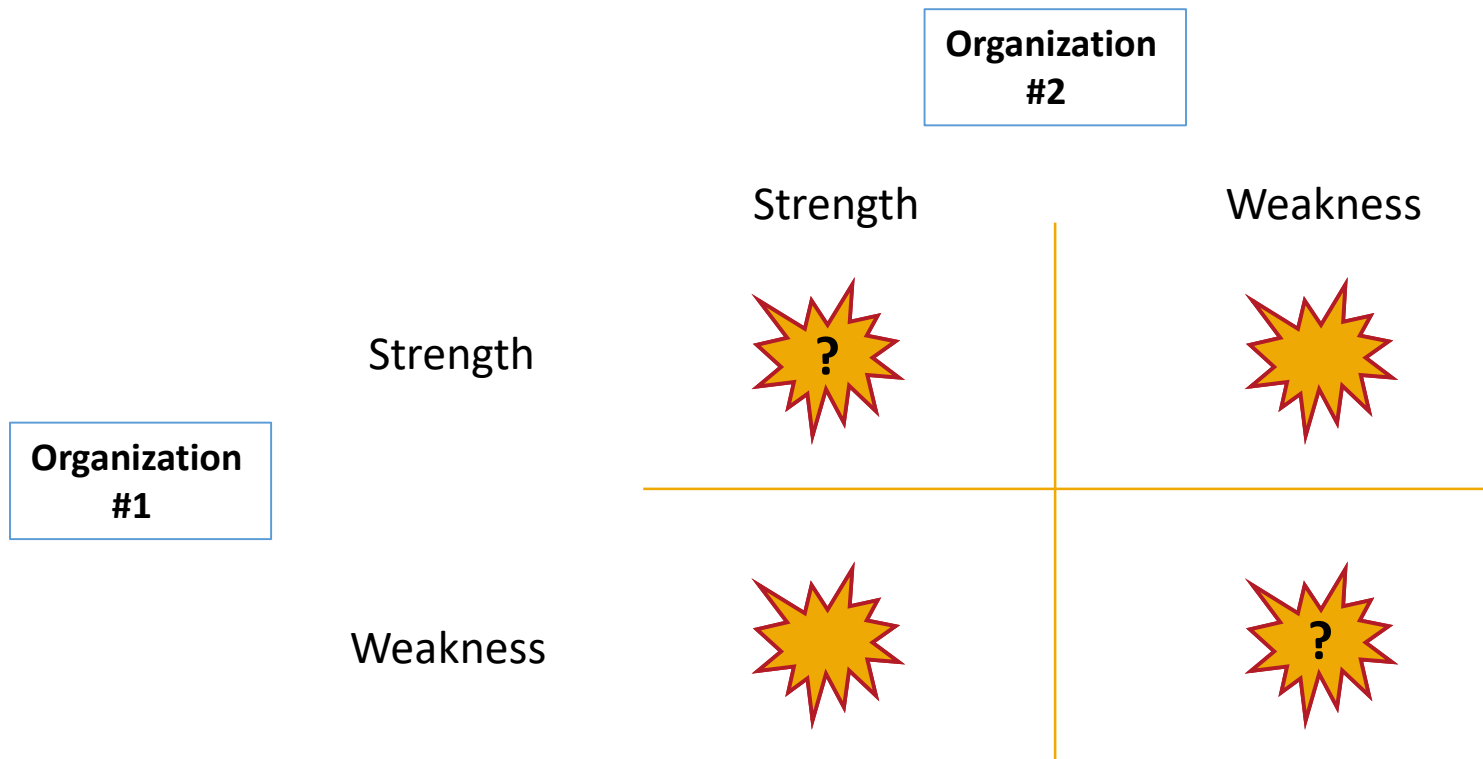 Organization
#2
Strength
Weakness
Strength
?
Organization
#1
Weakness
?